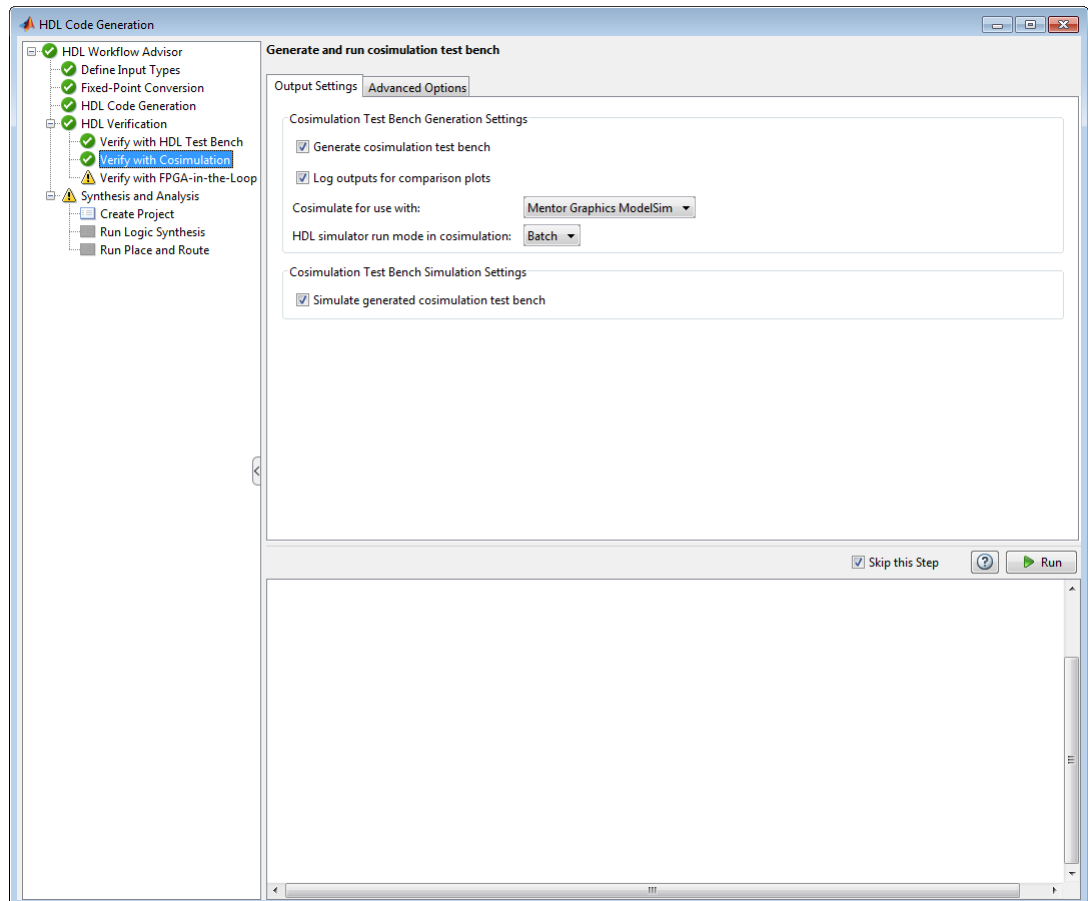 HDL Code Generation
HDL Workflow Advisor
Define Input Types
Fixed-Point Conversion
HDL Code Generation
HDL Verification
Verify with HDL Test Bench
Verify with Cosimulation
Verify with FPGA-in-the-Loop
Synthesis and Analysis
Create Project
Run Logic Synthesis
Run Place and Route
Generate and run cosimulation test bench
Output Settings
Advanced Options
Cosimulation Test Bench Generation Settings
Generate cosimulation test bench
Log outputs for comparison plots
Cosimulate for use with: Mentor Graphics ModelSim
HDL simulator run mode in cosimulation: Batch
Cosimulation Test Bench Simulation Settings
Simulate generated cosimulation test bench
Skip this Step
Run